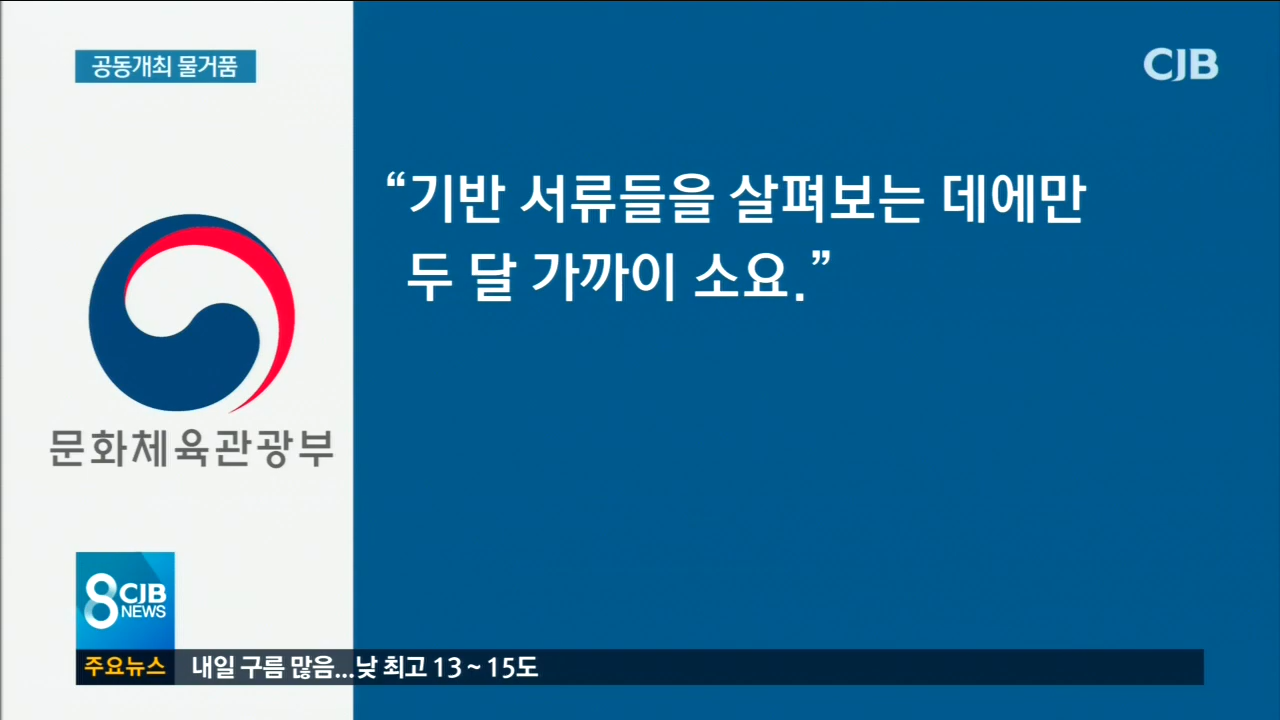 공동개최 물거품
CJB
“기반 서류들을 살펴보는 데에만
두 달 가까이 소요.”
문화체육관광부
8 CJB
NEWS
주요뉴스 내일 구름 많음...낮 최고 13~15도